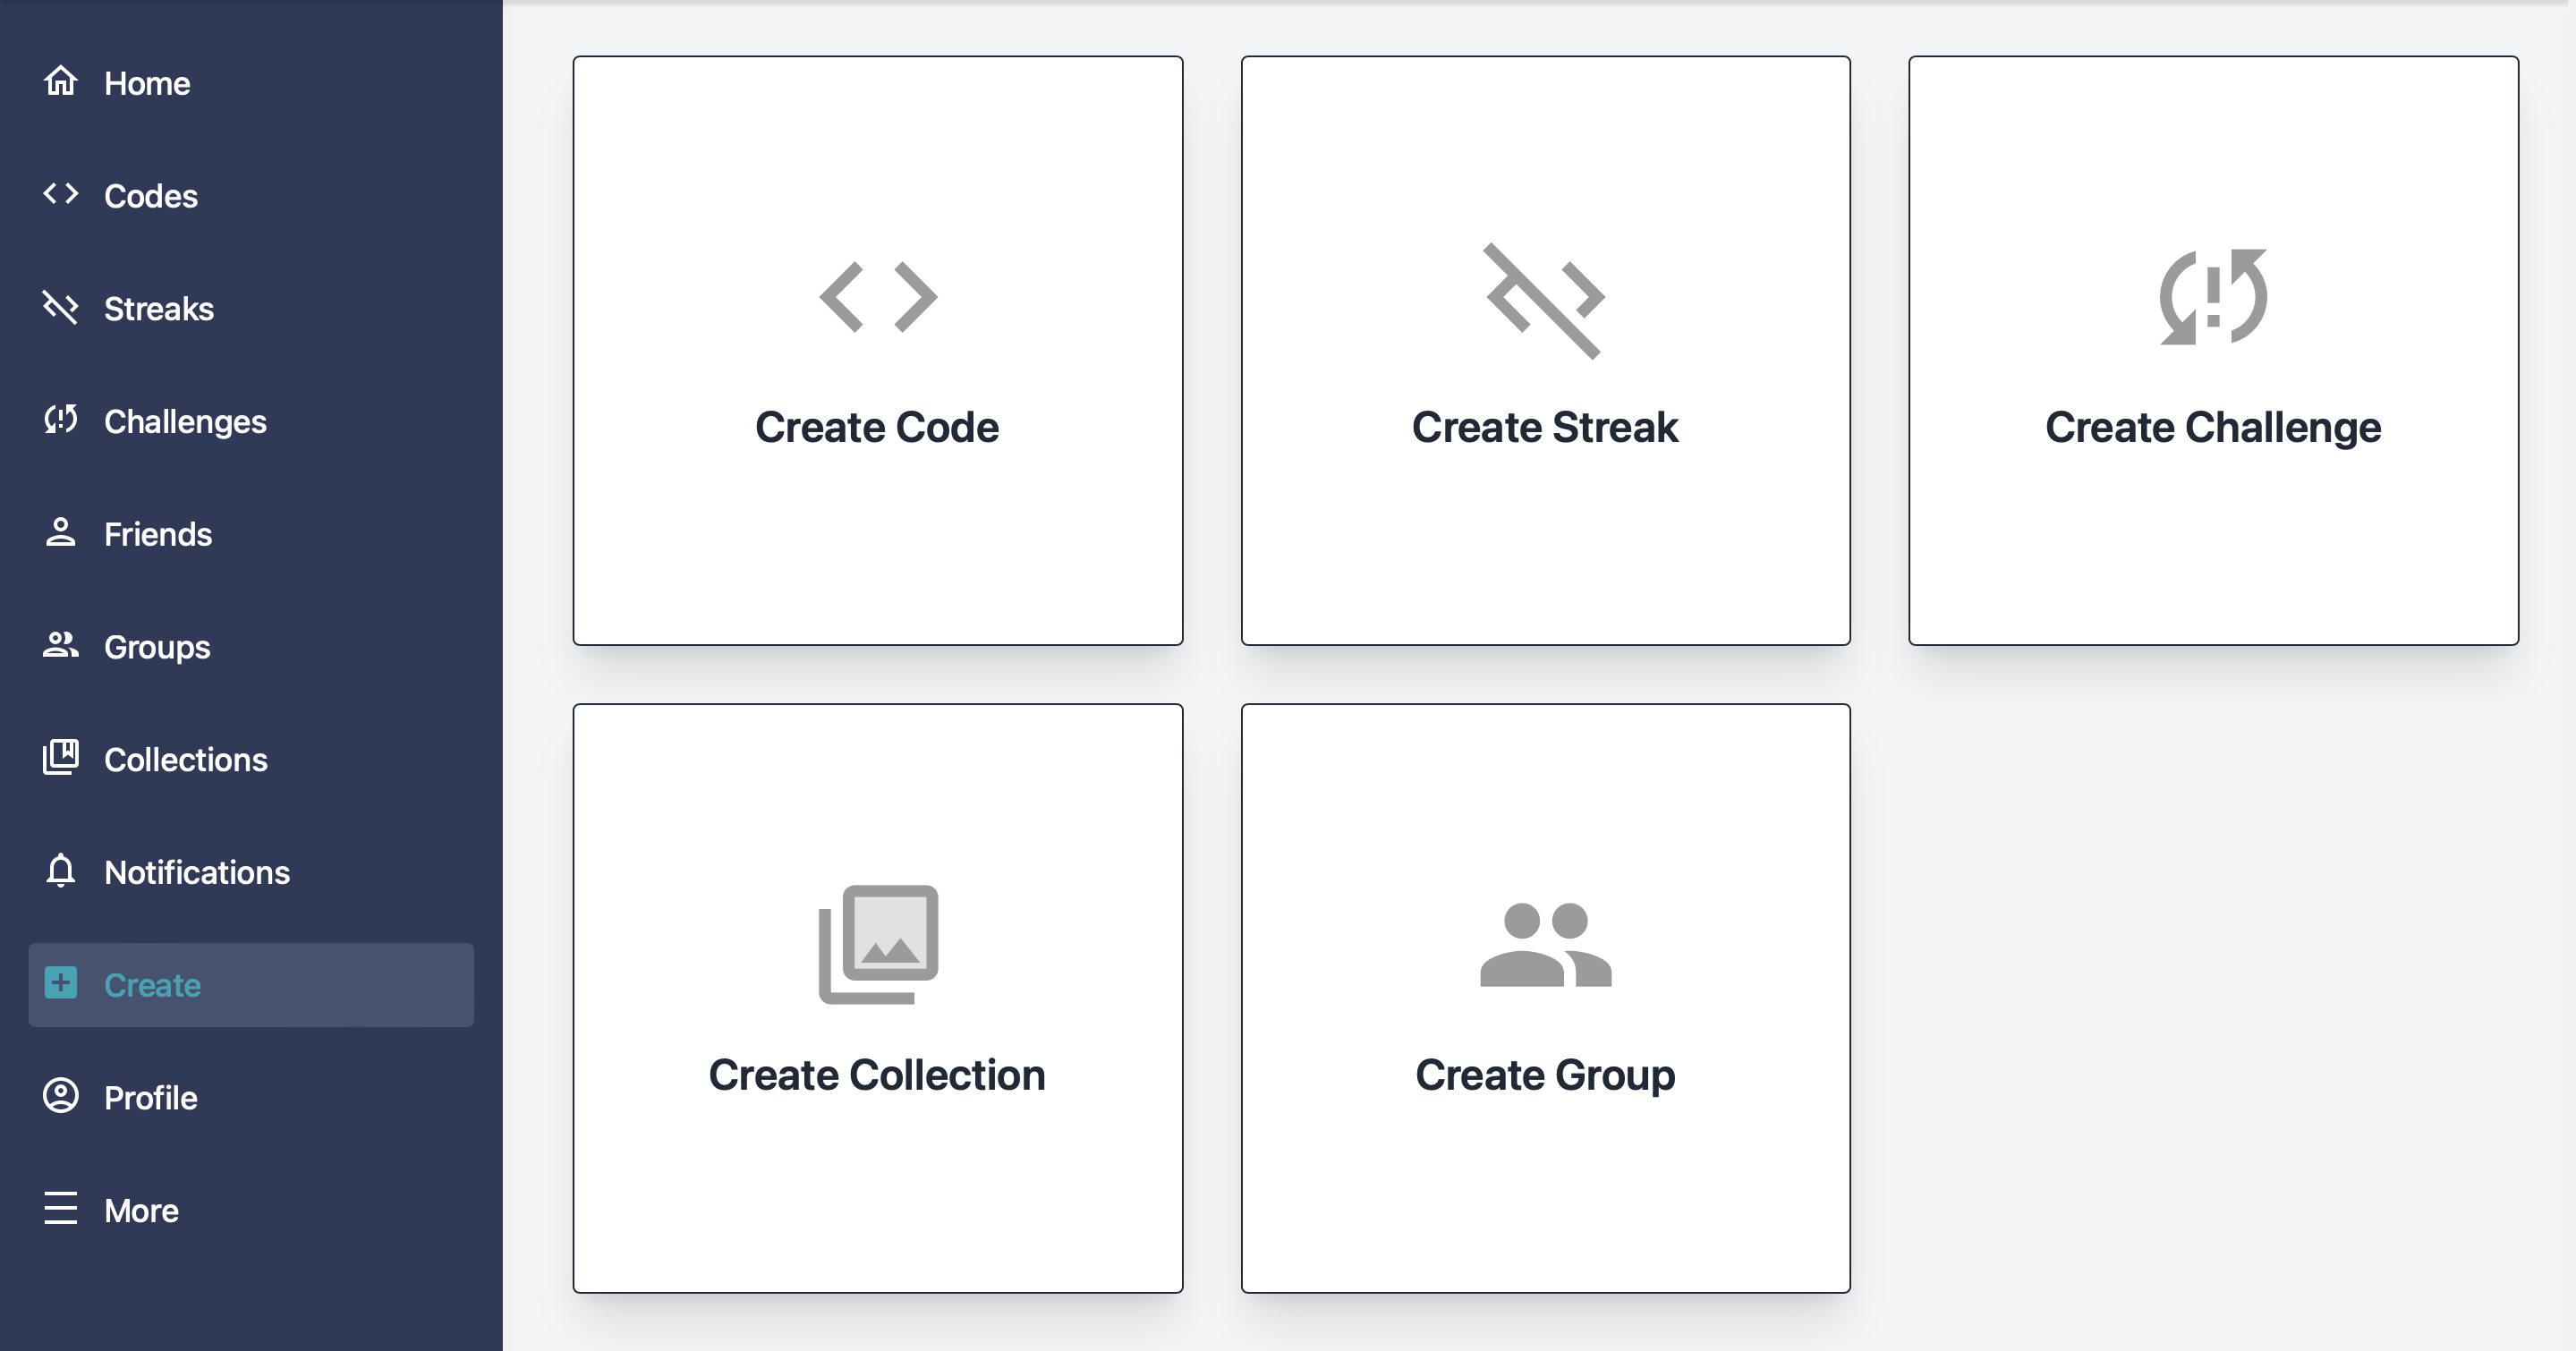 Home
Codes
Streaks
Challenges
Friends
Groups
Collections
Notifications
Create
Profile
More
Create Code
Create Streak
Create Challenge
Create Collection
Create Group